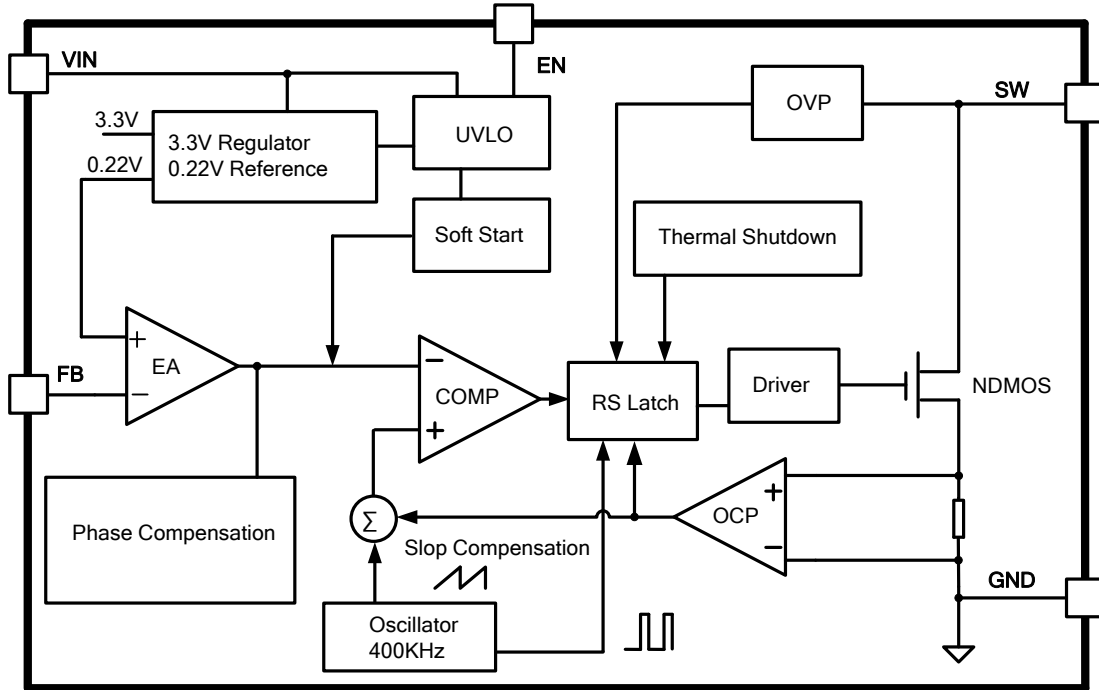 VIN
EN
SW
OVP
3.3V
3.3V Regulator
0.22V Reference
UVLO
0.22V
Soft Start
Thermal Shutdown
+
EA
−
FB
−
COMP
+
RS Latch
Driver
NDMOS
Phase Compensation
Σ
Slop Compensation
+
OCP
−
GND
Oscillator
400KHz